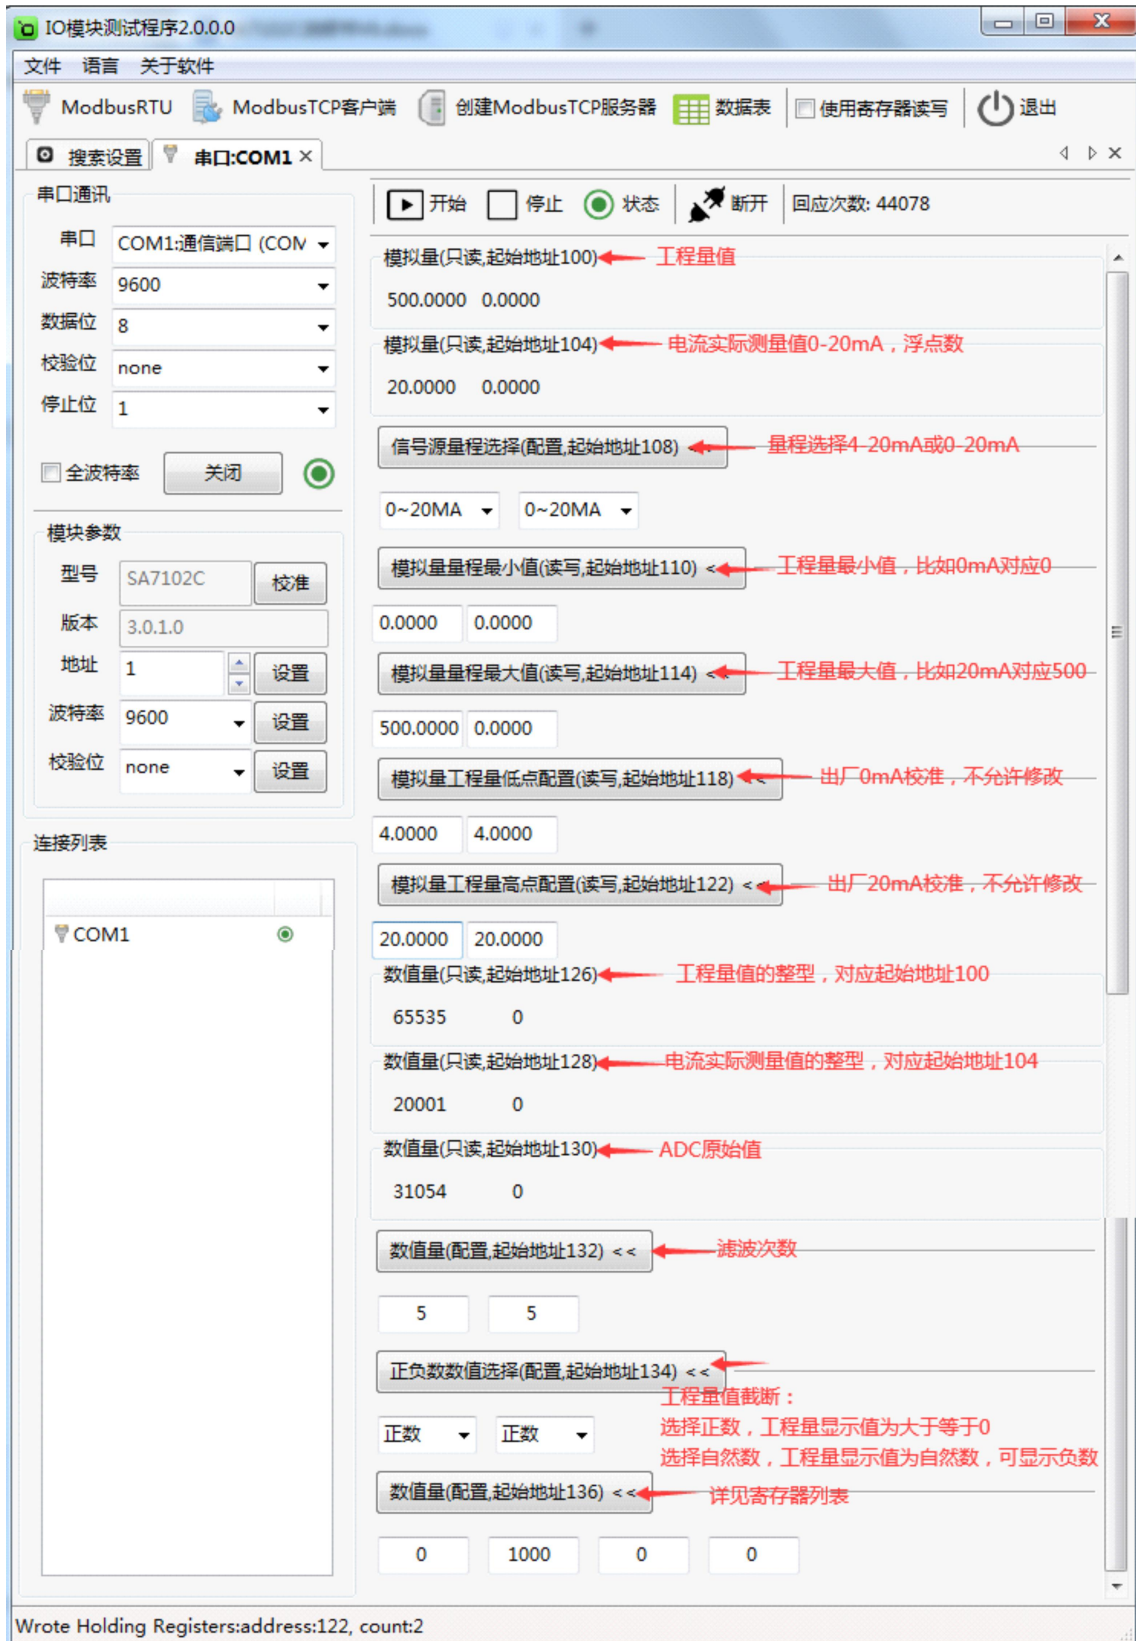 IO模块测试程序2.0.0.0
文件 语言 关于软件
ModbusRTU ModbusTCP客户端 创建ModbusTCP服务器 数据表 使用寄存器读写 退出
搜索设置 串口:COM1
串口通讯
串口 COM1:通信端口 (COM
波特率 9600
数据位 8
校验位 none
停止位 1
全波特率 关闭
模块参数
型号 SA7102C 校准
版本 3.0.1.0
地址 1 设置
波特率 9600 设置
校验位 none 设置
连接列表
COM1
开始 停止 状态 断开 回应次数: 44078
模拟量(只读,起始地址100) 工程量值
500.0000 0.0000
模拟量(只读,起始地址104) 电流实际测量值0-20mA，浮点数
20.0000 0.0000
信号源量程选择(配置,起始地址108) << 量程选择4-20mA或0-20mA
0~20MA 0~20MA
模拟量量程最小值(读写,起始地址110) < 工程量最小值，比如0mA对应0
0.0000 0.0000
模拟量量程最大值(读写,起始地址114) << 工程量最大值，比如20mA对应500
500.0000 0.0000
模拟量工程量低点配置(读写,起始地址118) << 出厂0mA校准，不允许修改
4.0000 4.0000
模拟量工程量高点配置(读写,起始地址122) << 出厂20mA校准，不允许修改
20.0000 20.0000
数值量(只读,起始地址126) 工程量值的整型，对应起始地址100
65535 0
数值量(只读,起始地址128) 电流实际测量值的整型，对应起始地址104
20001 0
数值量(只读,起始地址130) ADC原始值
31054 0
数值量(配置,起始地址132) << 滤波次数
5 5
正负数数值选择(配置,起始地址134) <<
工程量值截断：
选择正数，工程量显示值为大于等于0
正数 正数
选择自然数，工程量显示值为自然数，可显示负数
数值量(配置,起始地址136) << 详见寄存器列表
0 1000 0 0
Wrote Holding Registers:address:122, count:2